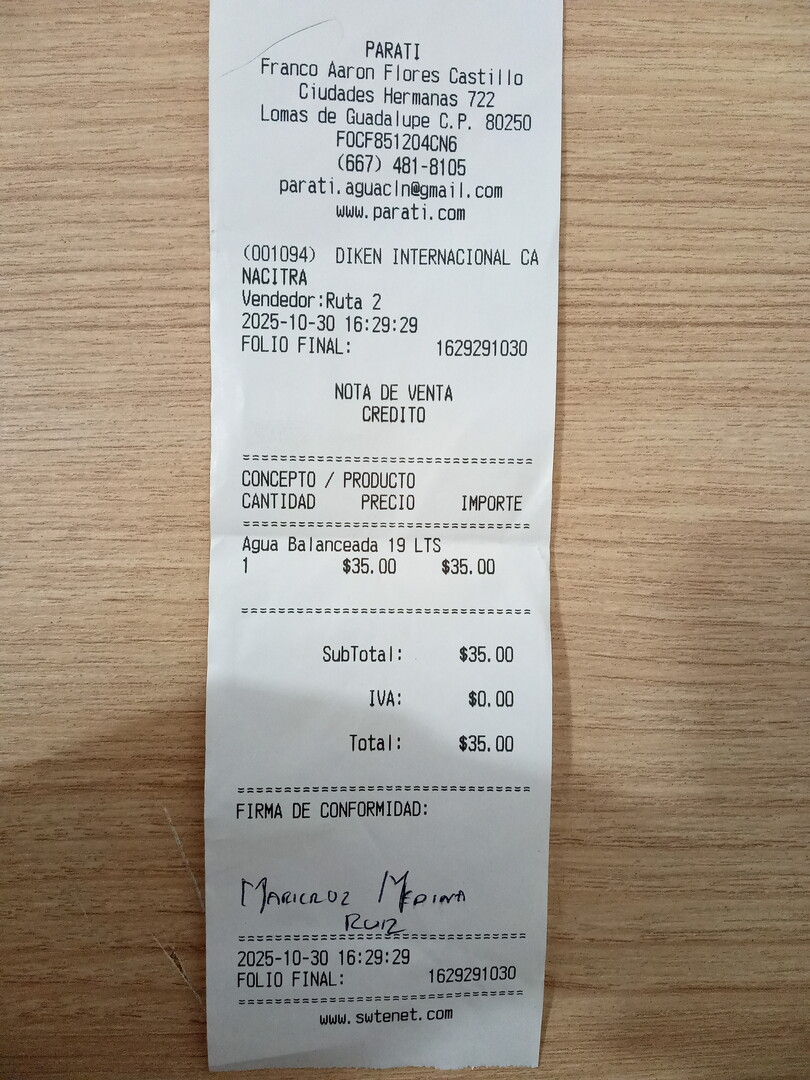 PARATI
Franco Aaron Flores Castillo
Ciudades Hermanas 722
Lomas de Guadalupe C.P. 80250
FOCF851204CN6
(667) 481-8105
parati.aguacln@gmail.com
www.parati.com
(001094) DIKEN INTERNACIONAL CA
NACITRA
Vendedor:Ruta 2
2025-10-30 16:29:29
FOLIO FINAL: 1629291030
NOTA DE VENTA
CREDITO
==============================
CONCEPTO / PRODUCTO
CANTIDAD PRECIO IMPORTE
==============================
Agua Balanceada 19 LTS
1 $35.00 $35.00
==============================
SubTotal: $35.00
IVA: $0.00
Total: $35.00
==============================
FIRMA DE CONFORMIDAD:
MARICRUZ MEDINA
RUIZ
==============================
2025-10-30 16:29:29
FOLIO FINAL: 1629291030
==============================
www.swtenet.com